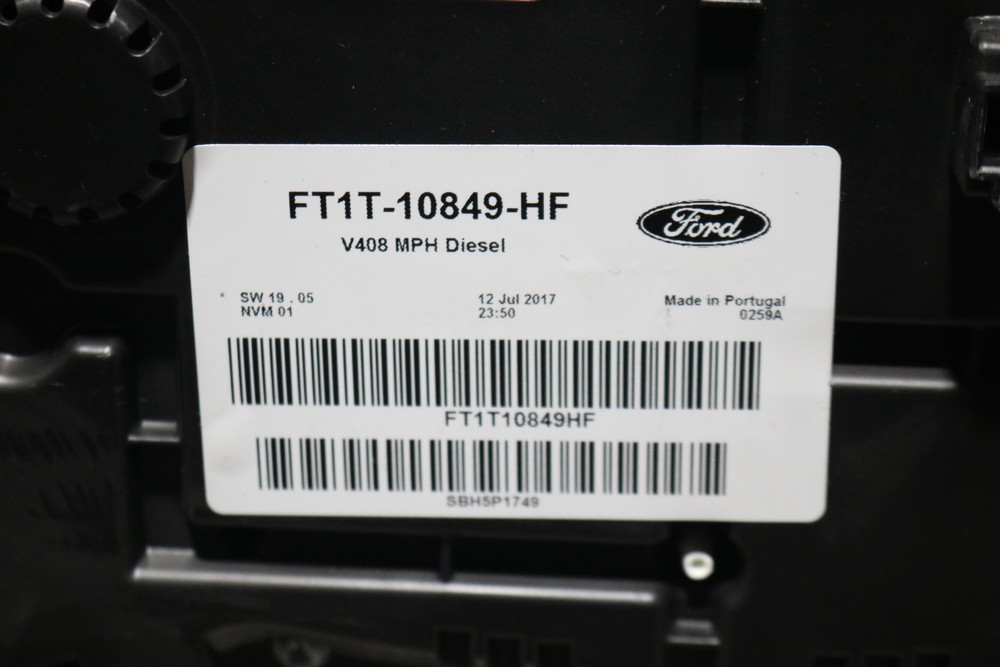 FT1T-10849-HF
Ford
V408 MPH Diesel
SW 19 . 05
NVM 01
12 Jul 2017
23:50
Made in Portugal
0259A
FT1T10849HF
SBH5P1749